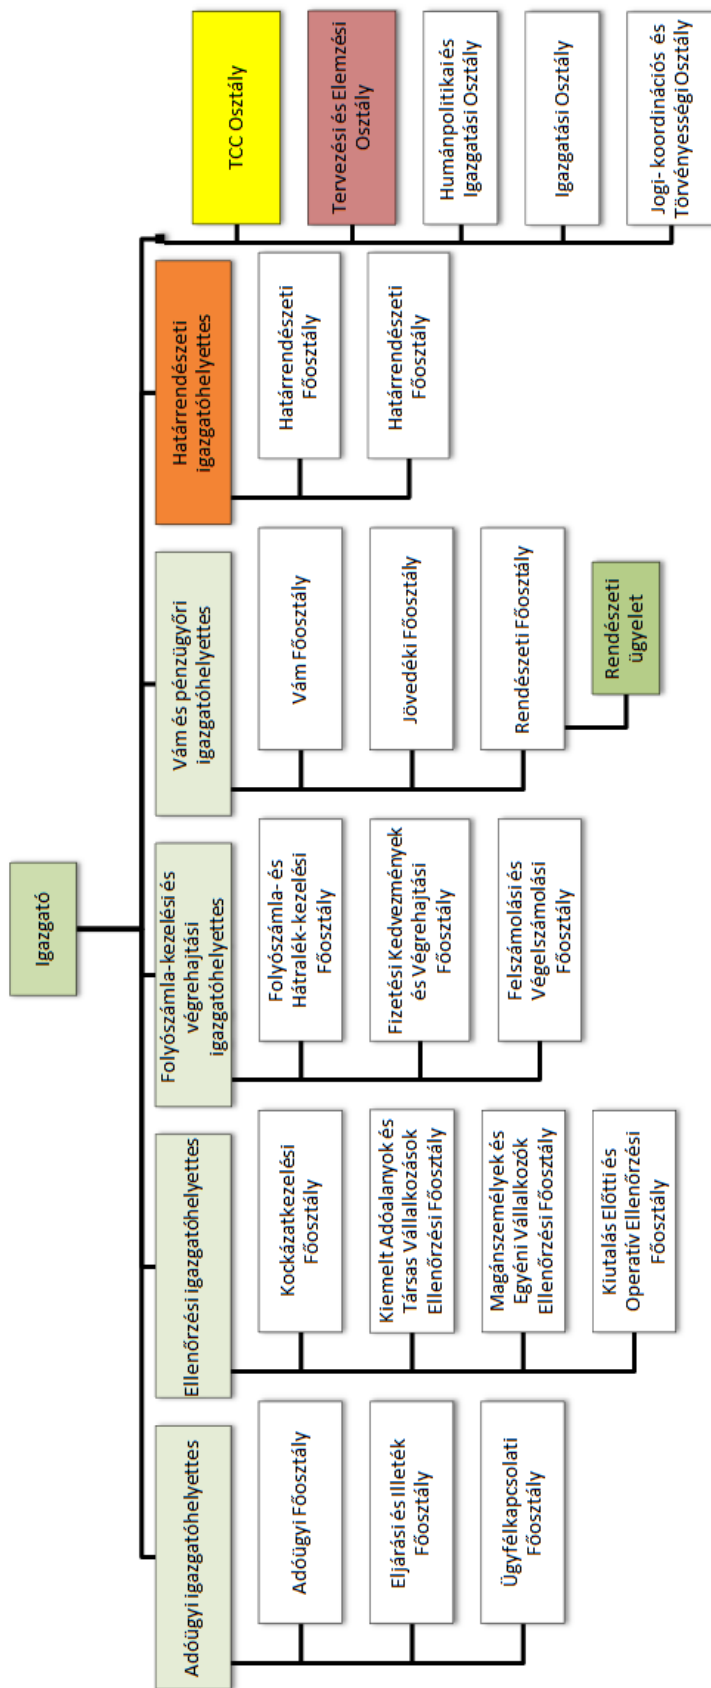 Igazgató
Adóügyi igazgatóhelyettes
Adóügyi Főosztály
Eljárási és Illeték
Főosztály
Ügyfélkapcsolati
Főosztály
Ellenőrzési igazgatóhelyettes
Kockázatkezelési
Főosztály
Kiemelt Adóalanyok és
Társas Vállalkozások
Ellenőrzési Főosztály
Magánszemélyek és
Egyéni Vállalkozók
Ellenőrzési Főosztály
Kiutalás Előtti és
Operatív Ellenőrzési
Főosztály
Folyószámla-kezelési és
végrehajtási
igazgatóhelyettes
Folyószámla- és
Hátralék-kezelési
Főosztály
Fizetési Kedvezmények
és Végrehajtási
Főosztály
Felszámolási és
Végelszámolási
Főosztály
Vám és pénzügyőri
igazgatóhelyettes
Vám Főosztály
Jövedéki Főosztály
Rendészeti Főosztály
Rendészeti
ügyelet
Határrendészeti
igazgatóhelyettes
Határrendészeti
Főosztály
Határrendészeti
Főosztály
TCC Osztály
Tervezési és Elemzési
Osztály
Humánpolitikai és
Igazgatási Osztály
Igazgatási Osztály
Jogi- koordinációs és
Törvényességi Osztály